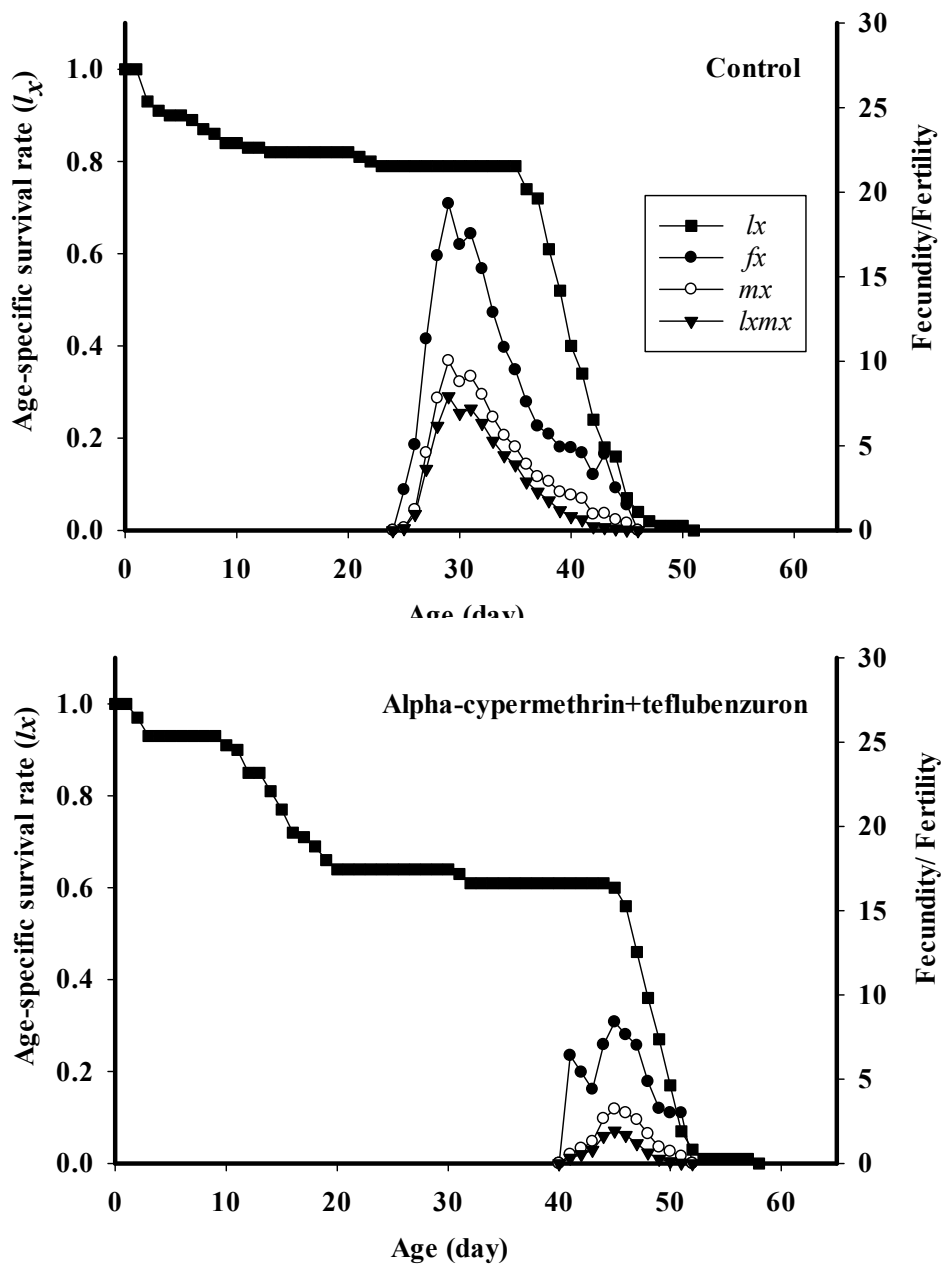 Control
Age-specific survival rate (lx)
1.0
0.8
0.6
0.4
0.2
0.0
30
25
20
15
10
5
0
Fecundity/Fertility
lx
fx
mx
lxmx
0 10 20 30 40 50 60
Age (day)
Alpha-cypermethrin+teflubenzuron
Age-specific survival rate (lx)
1.0
0.8
0.6
0.4
0.2
0.0
30
25
20
15
10
5
0
Fecundity/ Fertility
0 10 20 30 40 50 60
Age (day)